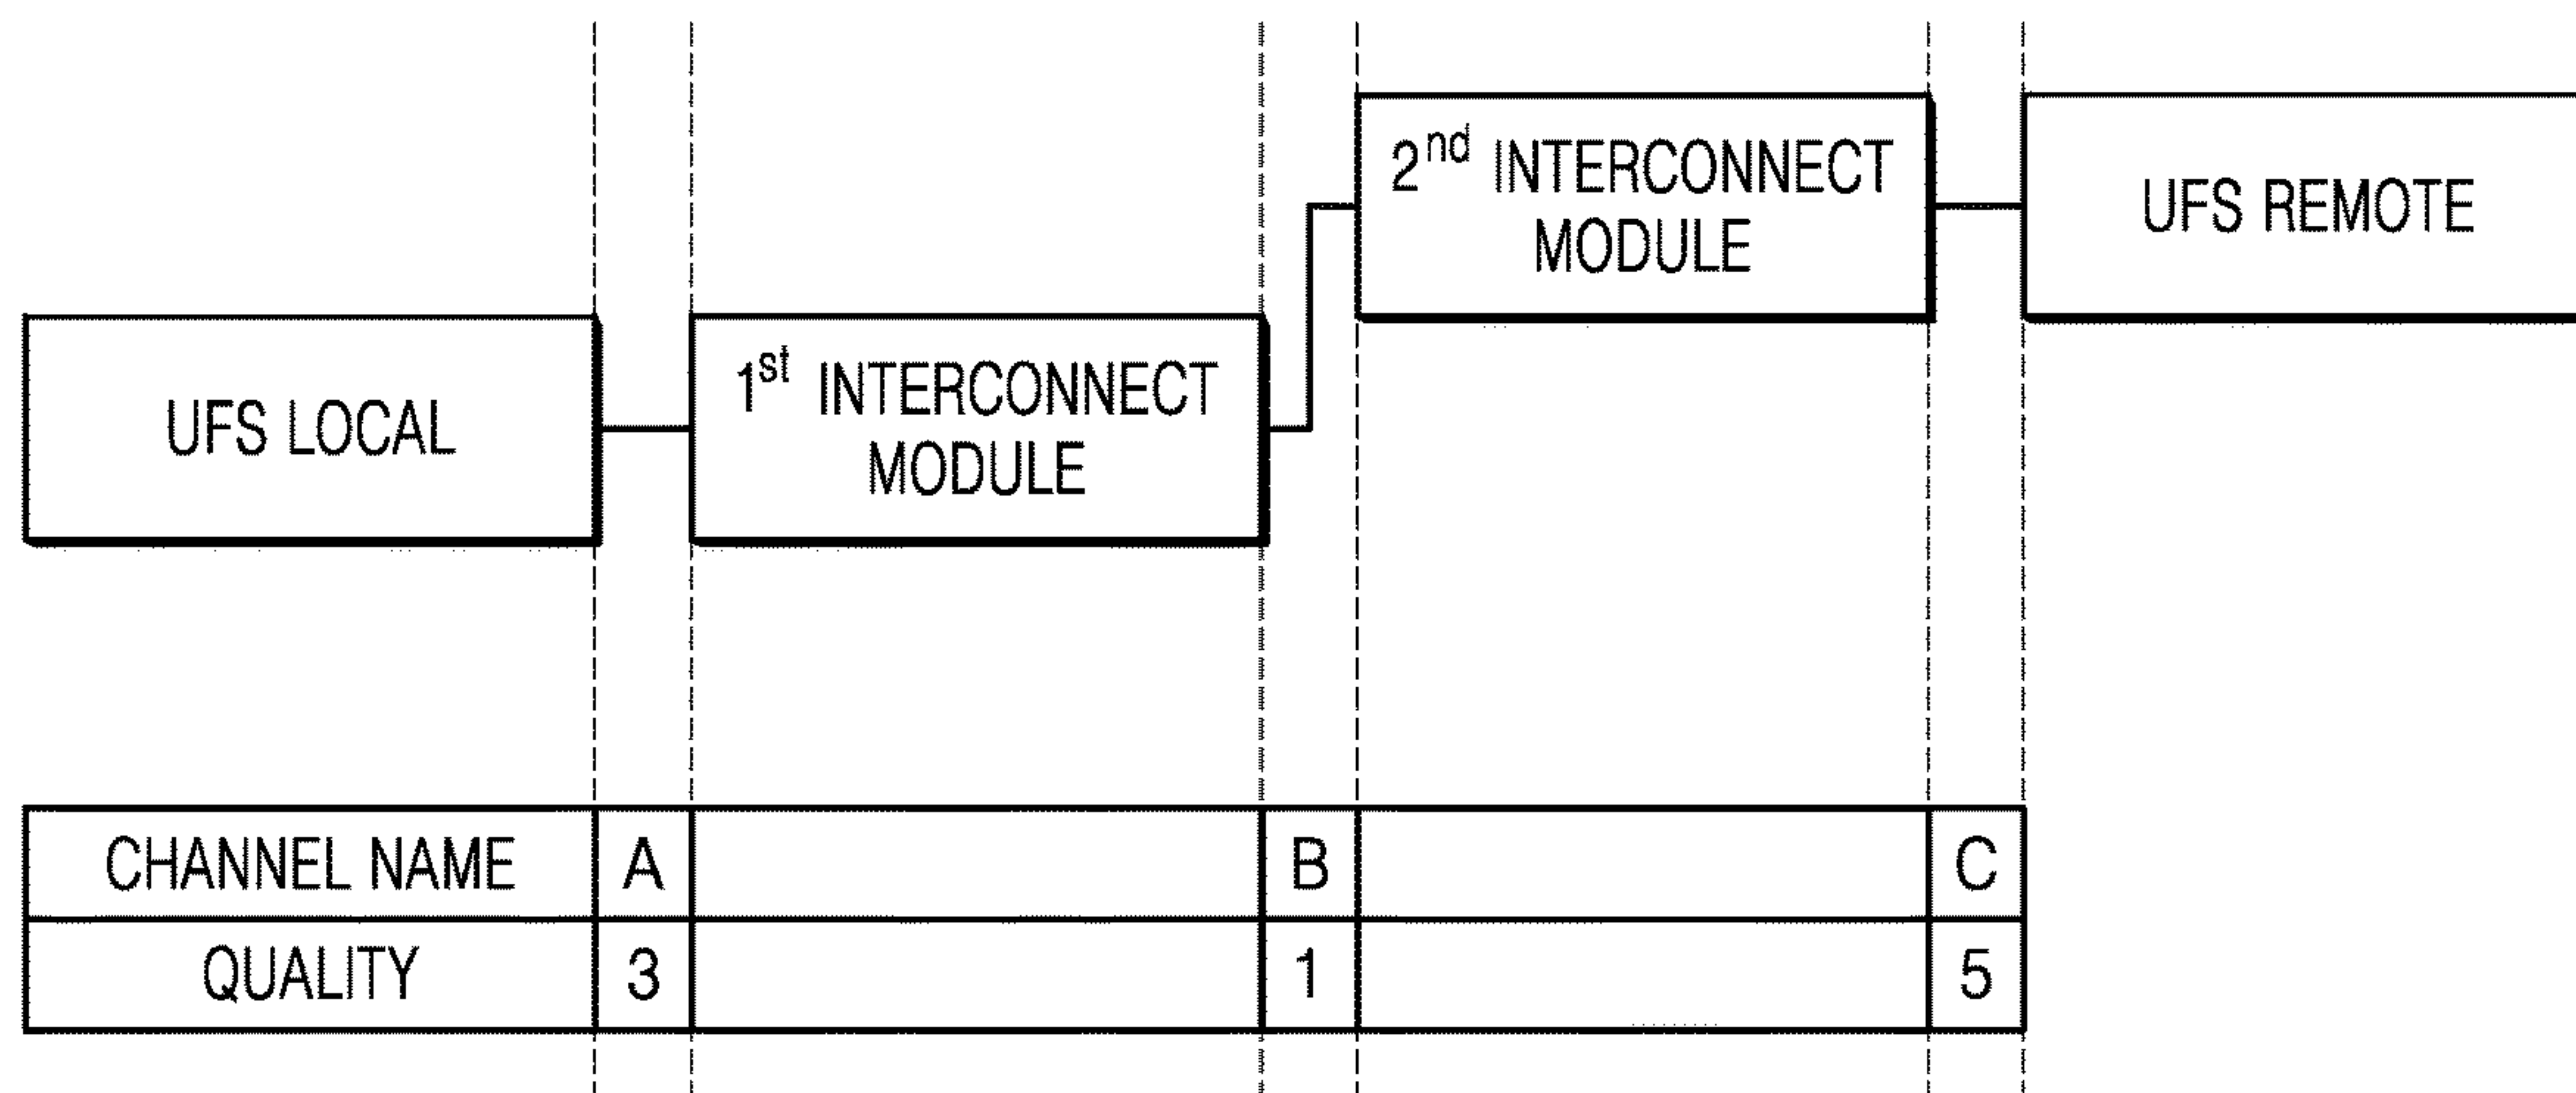 2nd INTERCONNECT
MODULE
UFS REMOTE
UFS LOCAL
1st INTERCONNECT
MODULE
CHANNEL NAME A B C
QUALITY 3 1 5